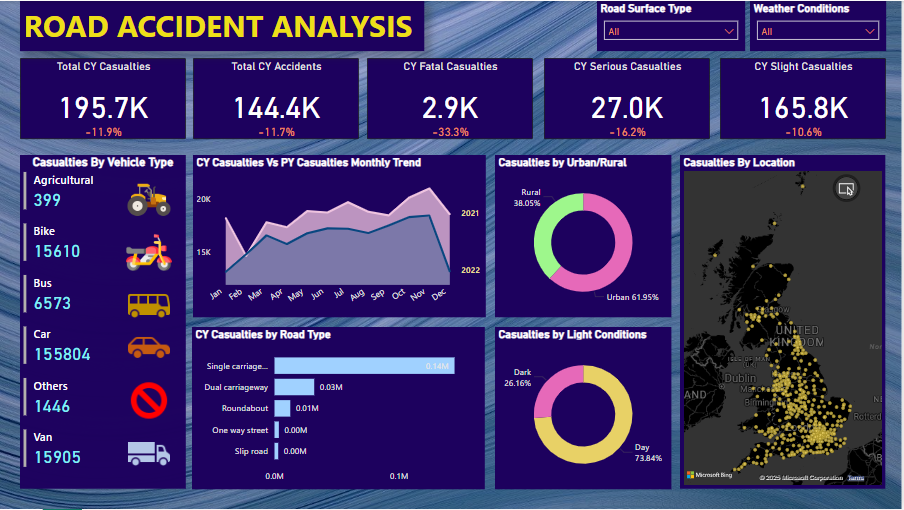 ROAD ACCIDENT ANALYSIS
Road Surface Type
All
Weather Conditions
All
Total CY Casualties
195.7K
-11.9%
Total CY Accidents
144.4K
-11.7%
CY Fatal Casualties
2.9K
-33.3%
CY Serious Casualties
27.0K
-16.2%
CY Slight Casualties
165.8K
-10.6%
Casualties By Vehicle Type
Agricultural
399
Bike
15610
Bus
6573
Car
155804
Others
1446
Van
15905
CY Casualties Vs PY Casualties Monthly Trend
20K
15K
2021
2022
Jan Feb Mar Apr May Jun Jul Aug Sep Oct Nov Dec
CY Casualties by Road Type
Single carriage... 0.14M
Dual carriageway 0.03M
Roundabout 0.01M
One way street 0.00M
Slip road 0.00M
0.0M 0.1M
Casualties by Urban/Rural
Rural
38.05%
Urban 61.95%
Casualties by Light Conditions
Dark
26.16%
Day
73.84%
Casualties By Location
UNITED
KINGDOM
ISLE OF MAN
Dublin
Rotterd
Microsoft Bing
© 2025 Microsoft Corporation Terms